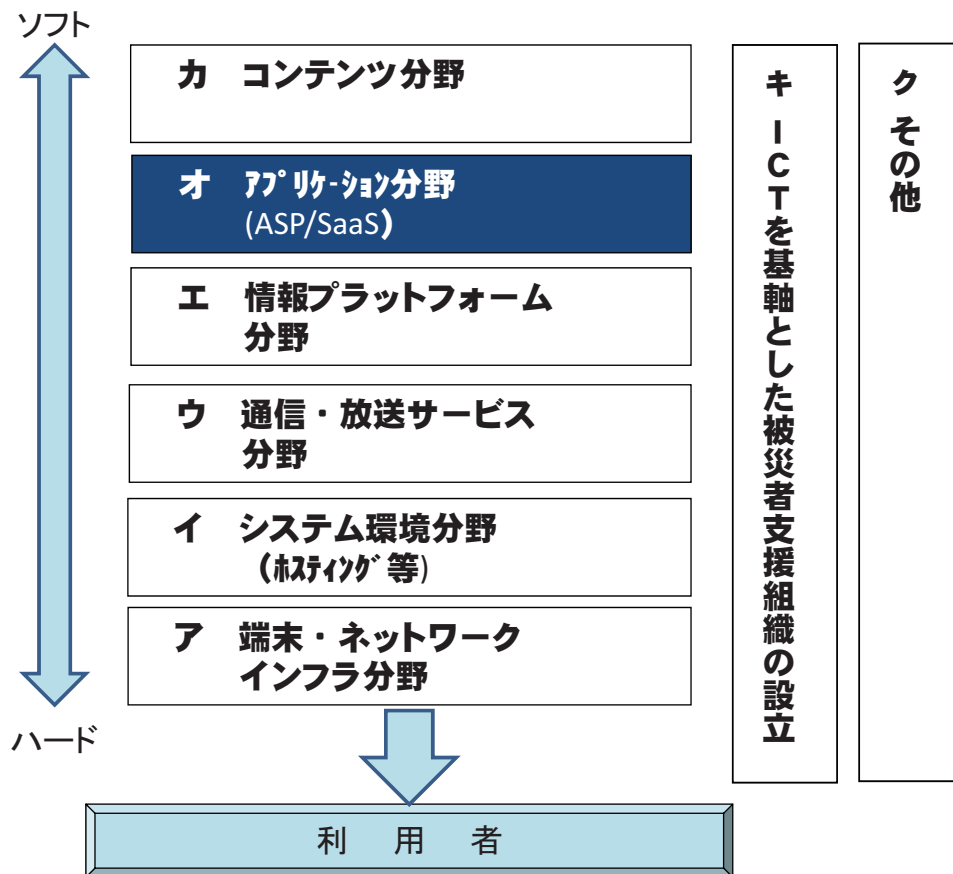 ソフト
カ コンテンツ分野
オ ｱﾌﾟﾘｹｰｼｮﾝ分野
(ASP/SaaS)
エ 情報プラットフォーム
分野
ウ 通信・放送サービス
分野
イ システム環境分野
(ﾎｽﾃｨﾝｸﾞ等)
ア 端末・ネットワーク
インフラ分野
ハード
利用者
キ ICTを基軸とした被災者支援組織の設立
ク その他